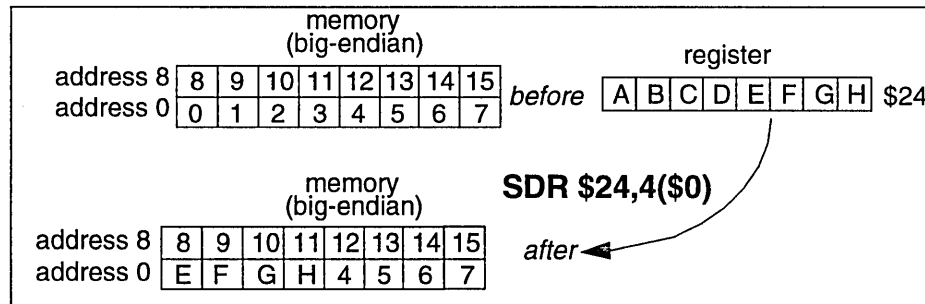 memory
(big-endian)
register
address 8 8 9 10 11 12 13 14 15
before A B C D E F G H $24
address 0 0 1 2 3 4 5 6 7
SDR $24,4($0)
memory
(big-endian)
address 8 8 9 10 11 12 13 14 15
after
address 0 E F G H 4 5 6 7